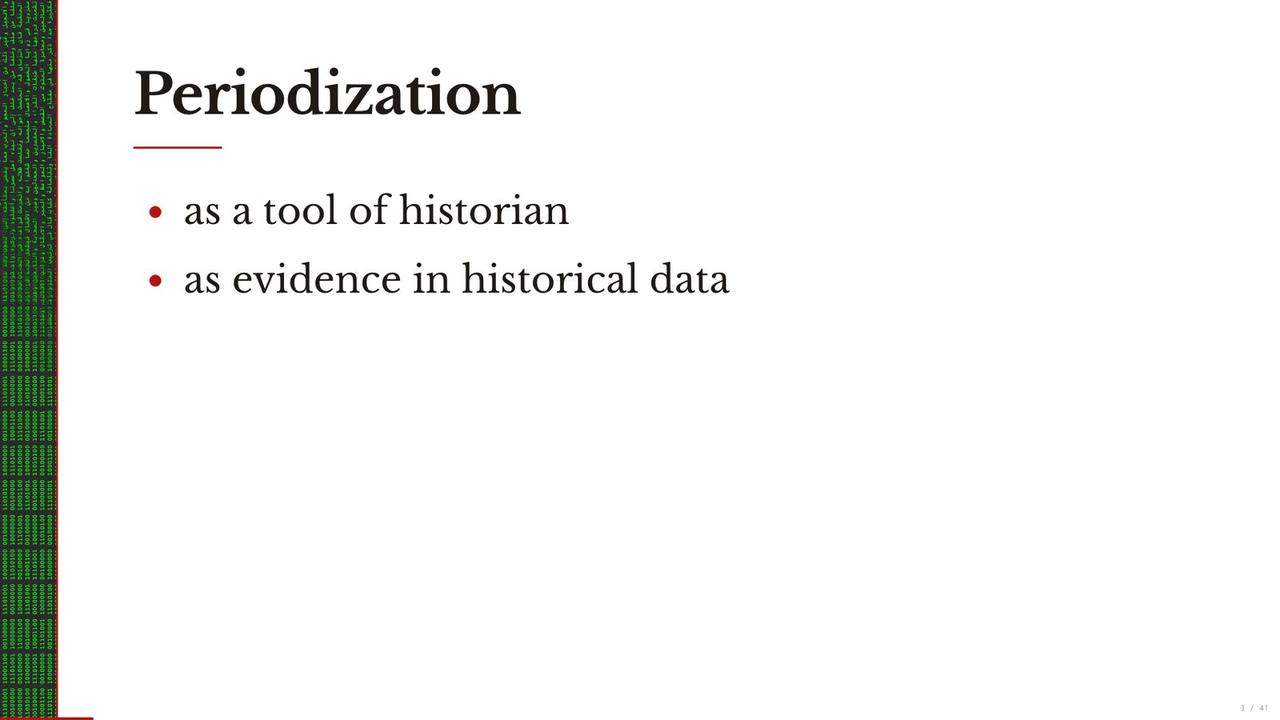 Periodization
as a tool of historian
as evidence in historical data
3 / 41